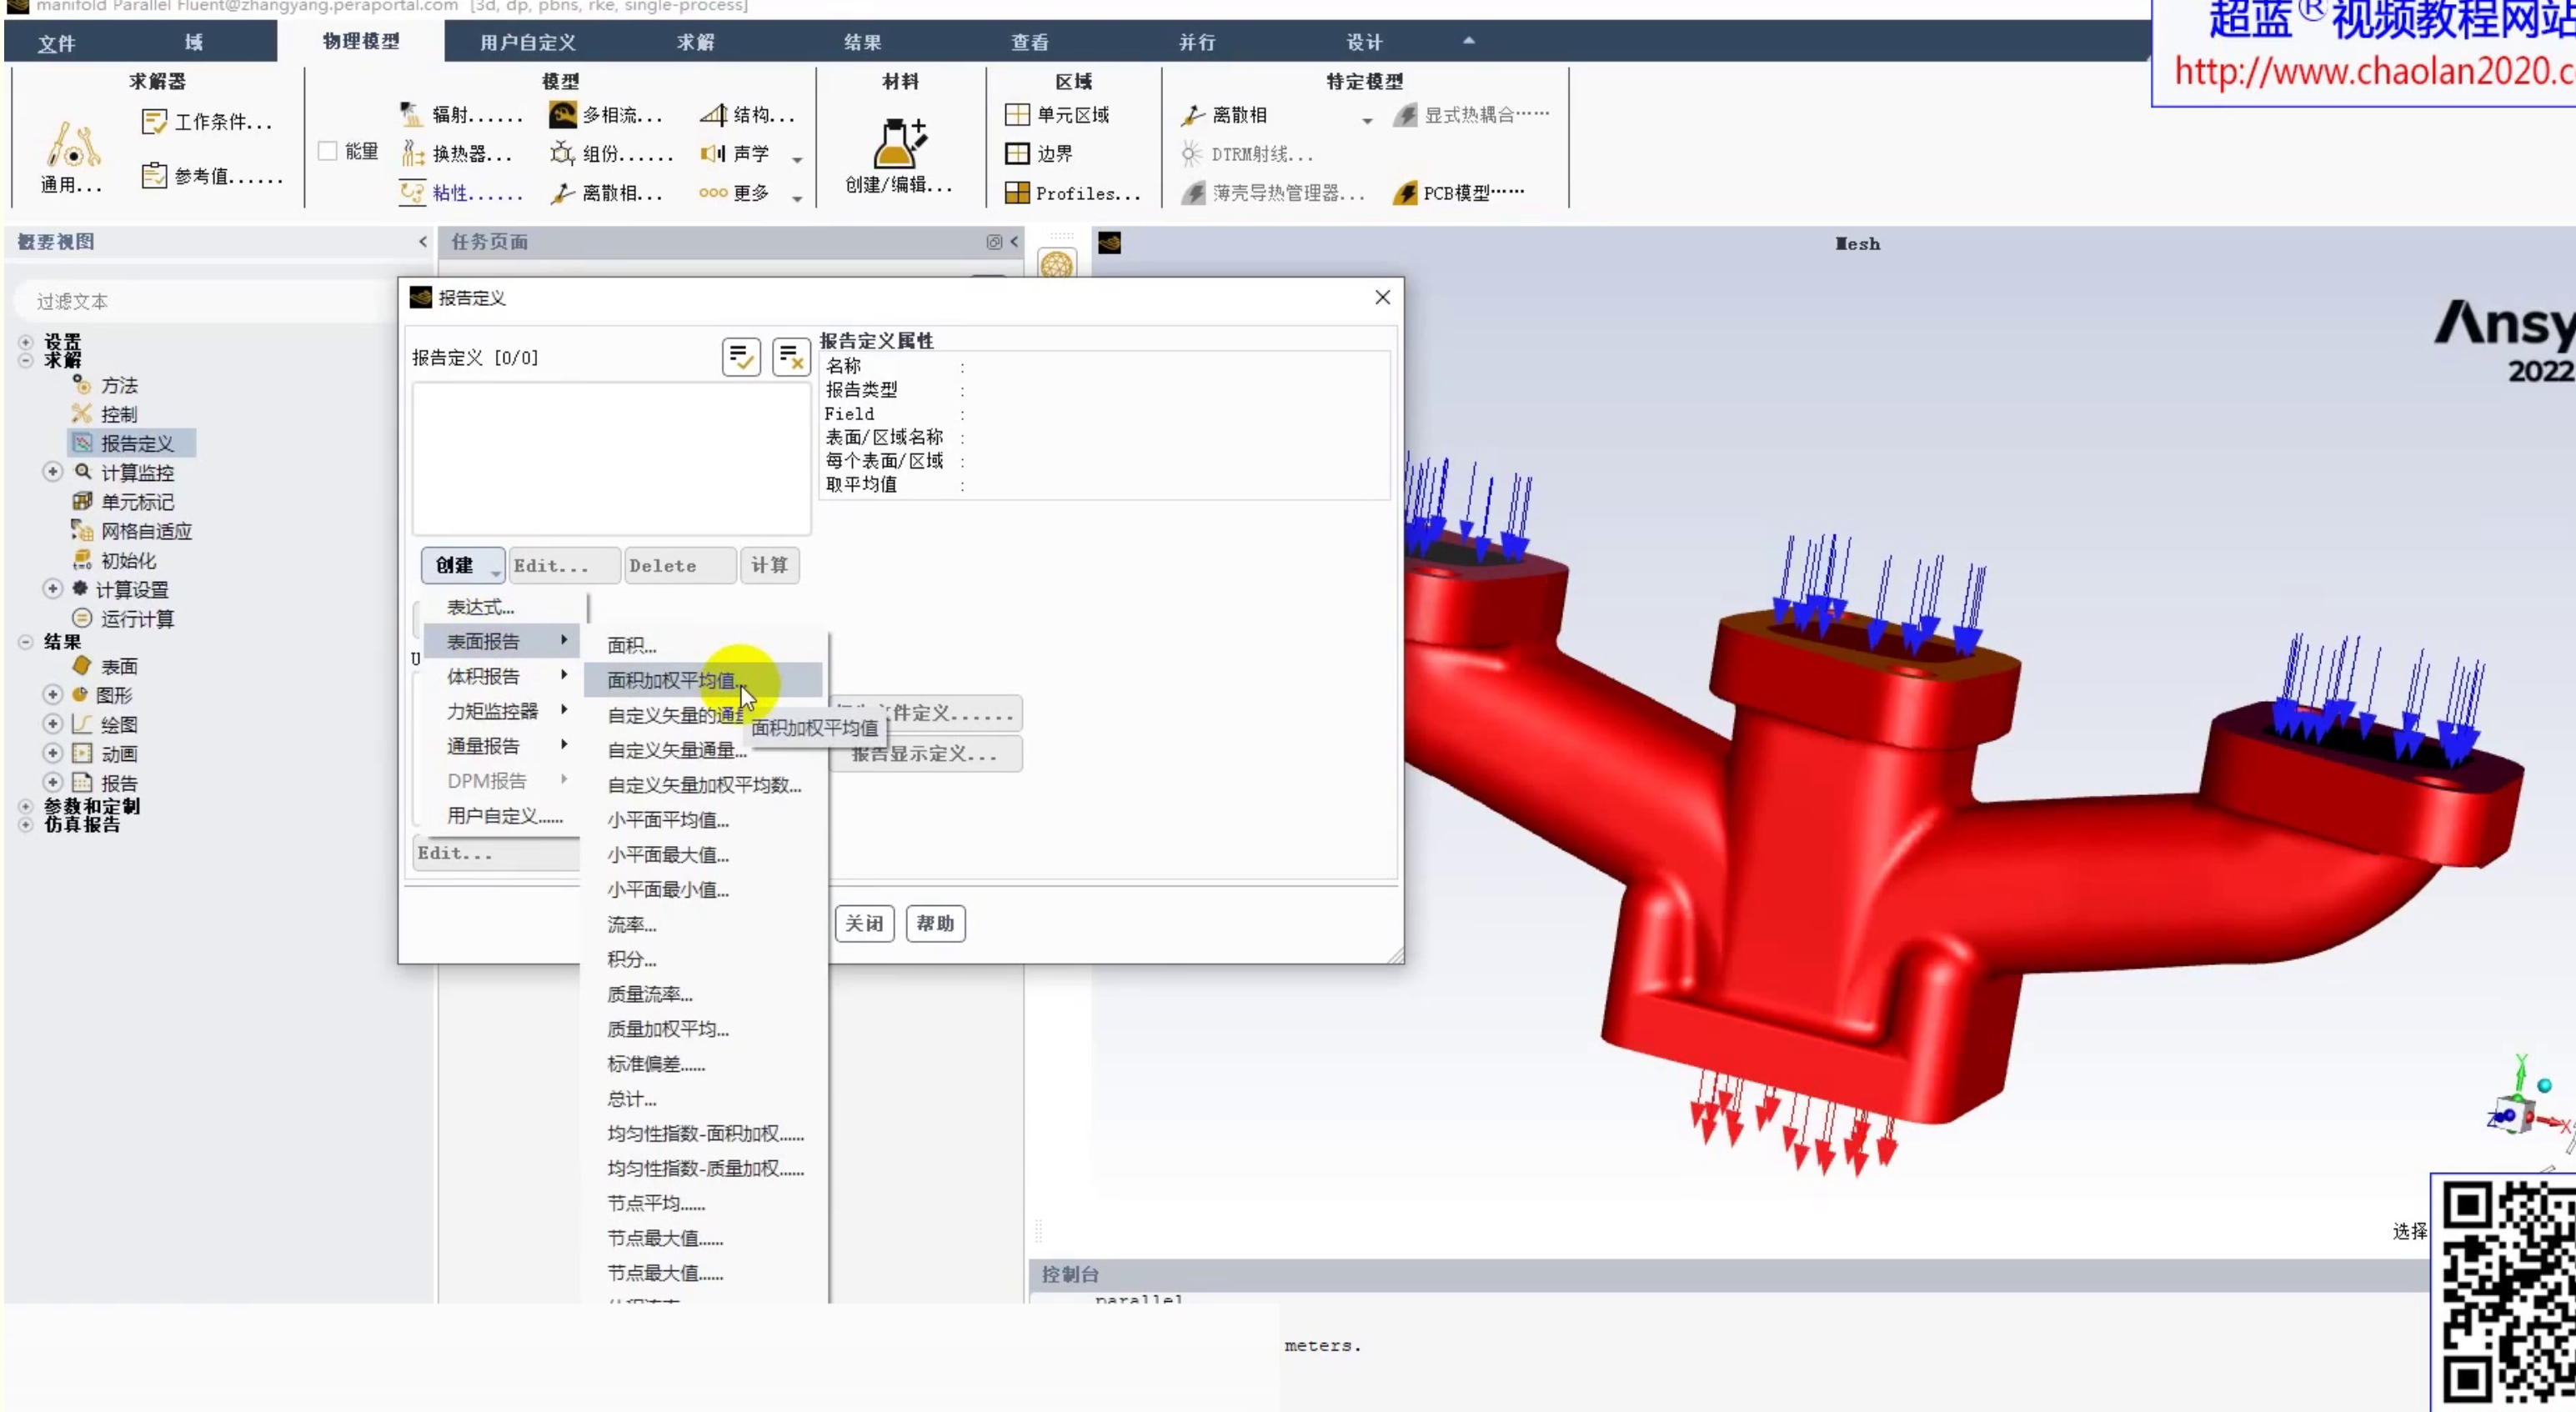 manifold Parallel Fluent@zhangyang.peraportal.com [3d, dp, pbns, rke, single-process]
超蓝®视频教程网站
http://www.chaolan2020.c
文件 域 物理模型 用户自定义 求解 结果 查看 并行 设计
求解器 模型 材料 区域 特定模型
通用... 工作条件... 参考值......
能量
辐射...... 多相流... 结构...
换热器... 组份...... 声学
粘性...... 离散相... 更多
创建/编辑...
单元区域
边界
Profiles...
离散相 显式热耦合……
DTRM射线...
薄壳导热管理器... PCB模型……
概要视图 任务页面 Mesh
过滤文本
设置
求解
方法
控制
报告定义
计算监控
单元标记
网格自适应
初始化
计算设置
运行计算
结果
表面
图形
绘图
动画
报告
参数和定制
仿真报告
报告定义
报告定义 [0/0]
报告定义属性
名称 :
报告类型 :
Field :
表面/区域名称 :
每个表面/区域 :
取平均值 :
创建 Edit... Delete 计算
表达式...
表面报告
体积报告
力矩监控器
通量报告
DPM报告
用户自定义......
U
Edit...
面积...
面积加权平均值...
自定义矢量的通量
自定义矢量通量...
自定义矢量加权平均数...
小平面平均值...
小平面最大值...
小平面最小值...
流率...
积分...
质量流率...
质量加权平均...
标准偏差......
总计...
均匀性指数-面积加权......
均匀性指数-质量加权......
节点平均......
节点最大值......
节点最大值......
面积加权平均值
件定义......
报告显示定义...
关闭 帮助
Ansy
2022
Y
Z
X
选择
控制台
parallel
meters.